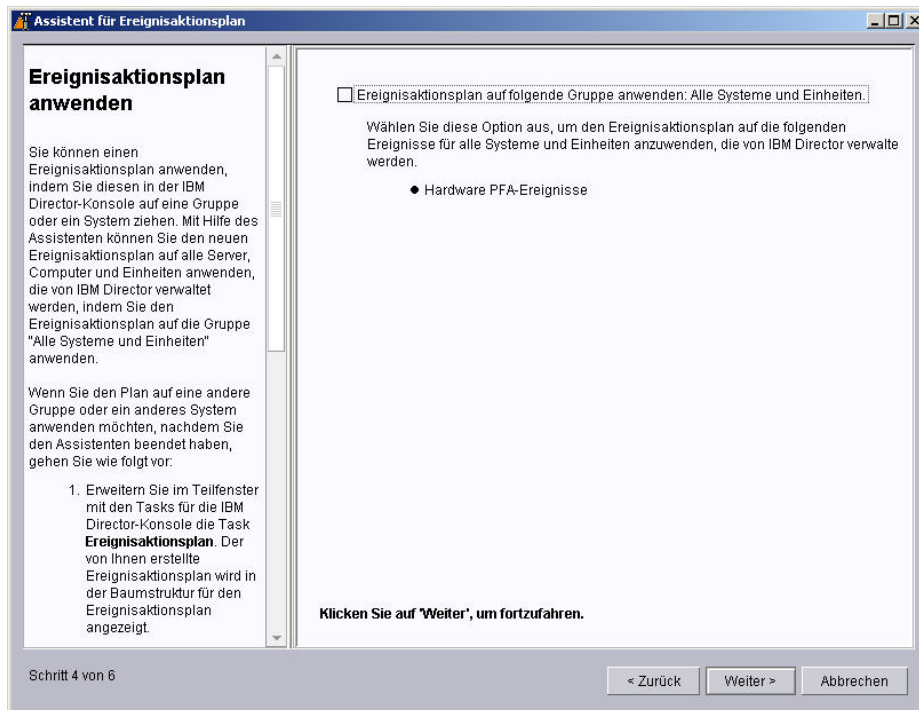 Assistent für Ereignisaktionsplan
Ereignisaktionsplan
anwenden
Sie können einen
Ereignisaktionsplan anwenden,
indem Sie diesen in der IBM
Director-Konsole auf eine Gruppe
oder ein System ziehen. Mit Hilfe des
Assistenten können Sie den neuen
Ereignisaktionsplan auf alle Server,
Computer und Einheiten anwenden,
die von IBM Director verwaltet
werden, indem Sie den
Ereignisaktionsplan auf die Gruppe
"Alle Systeme und Einheiten"
anwenden.
Wenn Sie den Plan auf eine andere
Gruppe oder ein anderes System
anwenden möchten, nachdem Sie
den Assistenten beendet haben,
gehen Sie wie folgt vor:
1. Erweitern Sie im Teilfenster
mit den Tasks für die IBM
Director-Konsole die Task
Ereignisaktionsplan. Der
von Ihnen erstellte
Ereignisaktionsplan wird in
der Baumstruktur für den
Ereignisaktionsplan
angezeigt.
Ereignisaktionsplan auf folgende Gruppe anwenden: Alle Systeme und Einheiten.
Wählen Sie diese Option aus, um den Ereignisaktionsplan auf die folgenden
Ereignisse für alle Systeme und Einheiten anzuwenden, die von IBM Director verwalte
werden.
● Hardware PFA-Ereignisse
Klicken Sie auf 'Weiter', um fortzufahren.
Schritt 4 von 6
< Zurück
Weiter >
Abbrechen